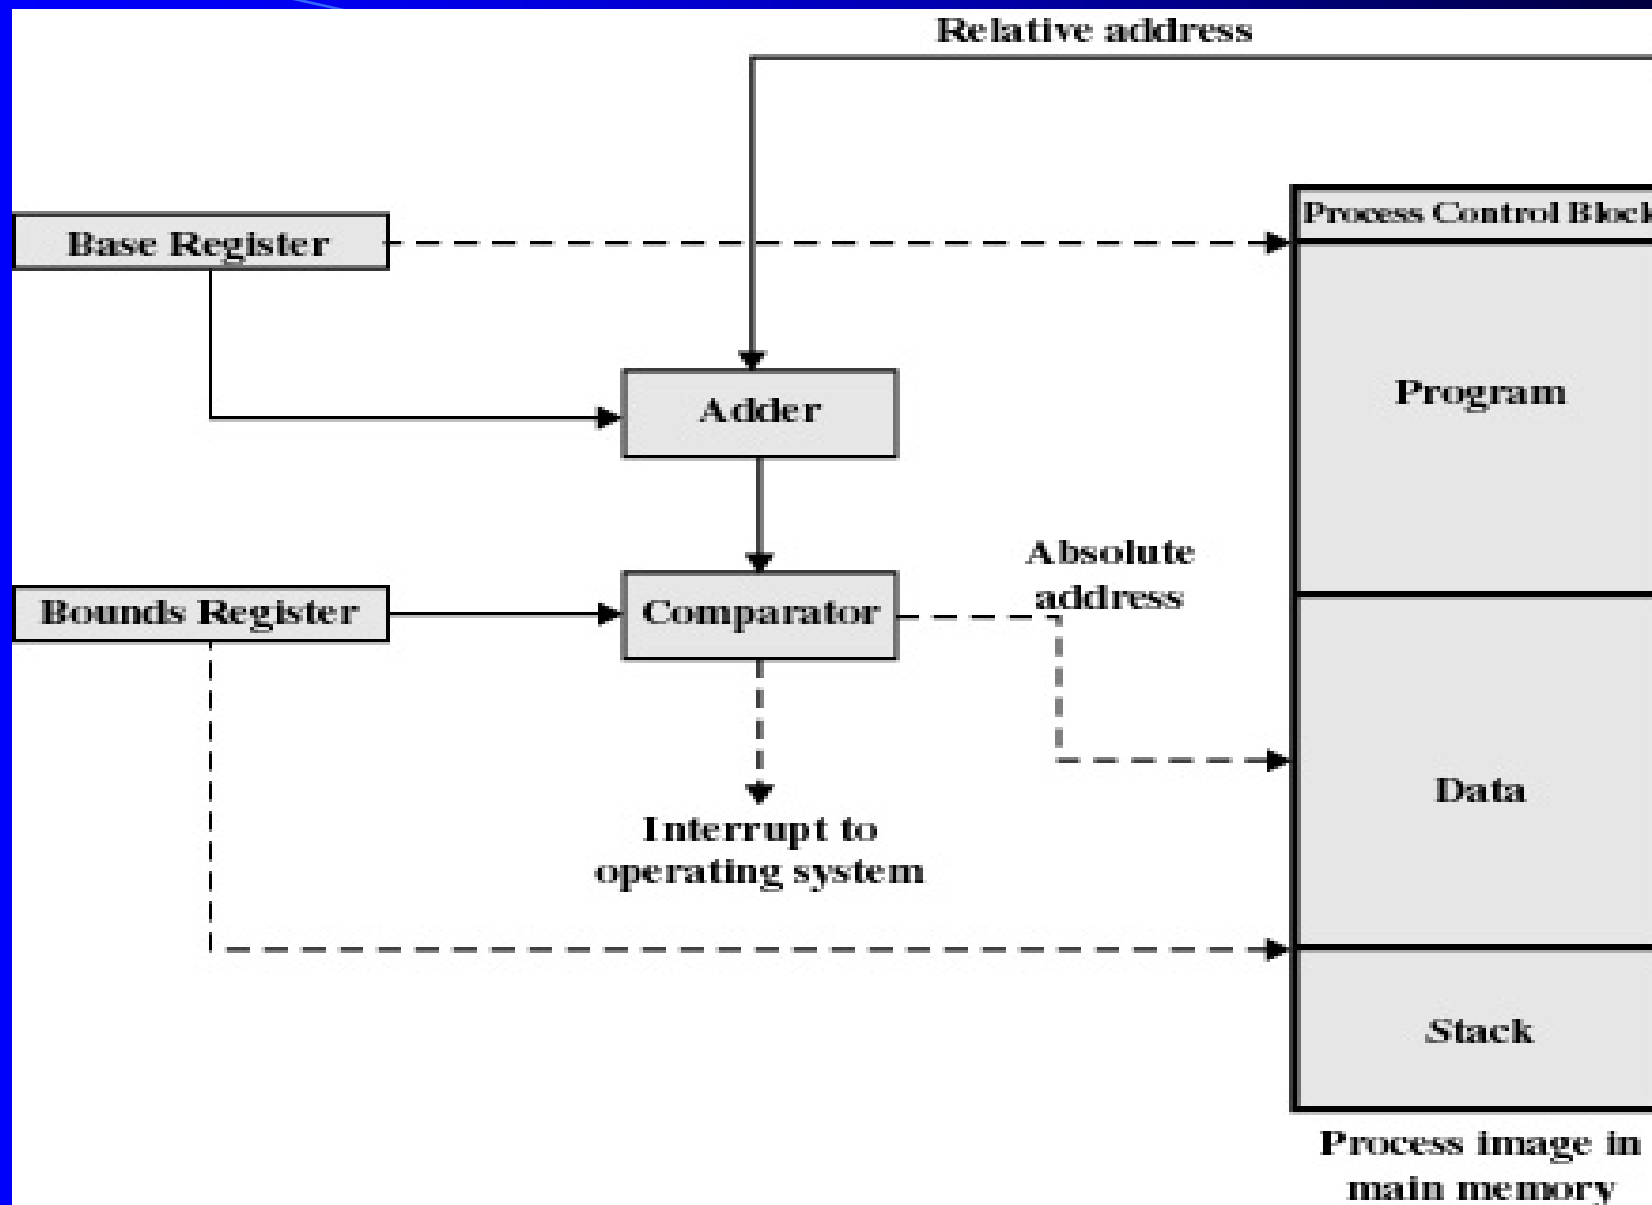 Relative address
Process Control Block
Base Register
Program
Adder
Absolute
address
Bounds Register
Comparator
Data
Interrupt to
operating system
Stack
Process image in
main memory